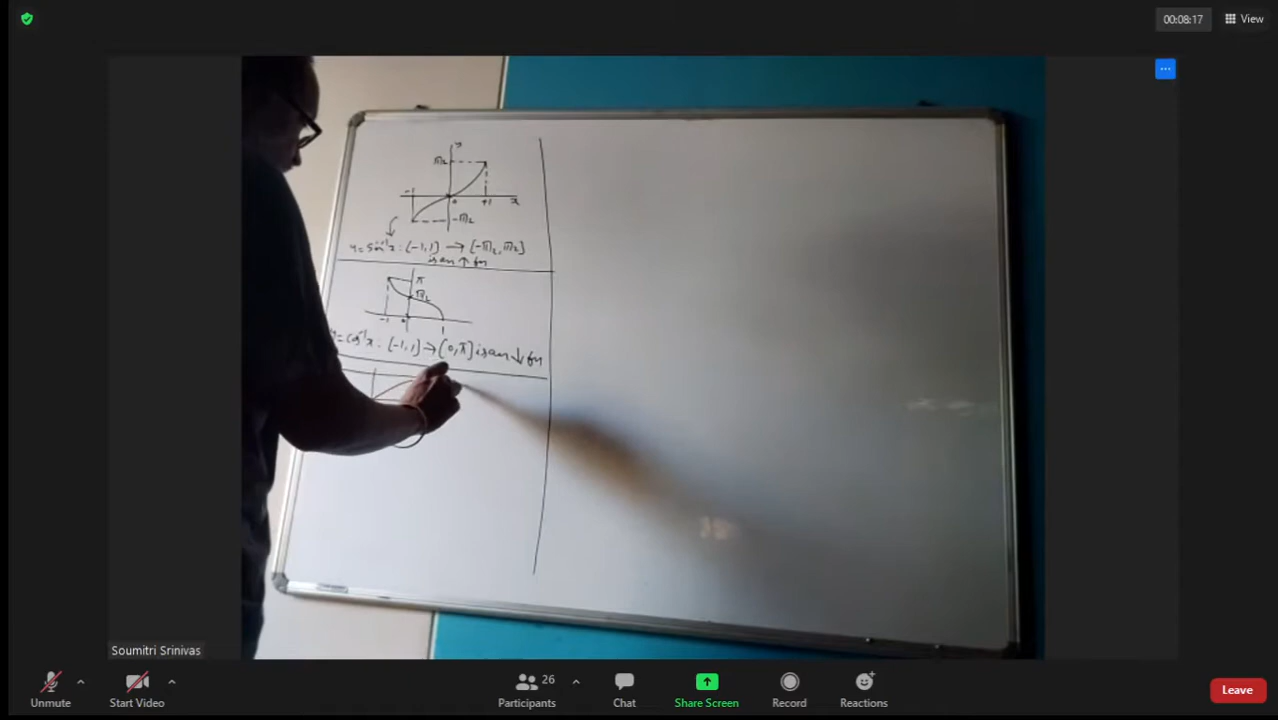 00:08:17
View
y
π/2
-1
0
+1
x
-π/2
y = Sin⁻¹x : [-1,1] → [-π/2, π/2]
is an ↑ fn
π
π/2
-1
0
1
y = Cos⁻¹x : [-1,1] → [0,π] is an ↓ fn
Soumitri Srinivas
26
Unmute
Start Video
Participants
Chat
Share Screen
Record
Reactions
Leave